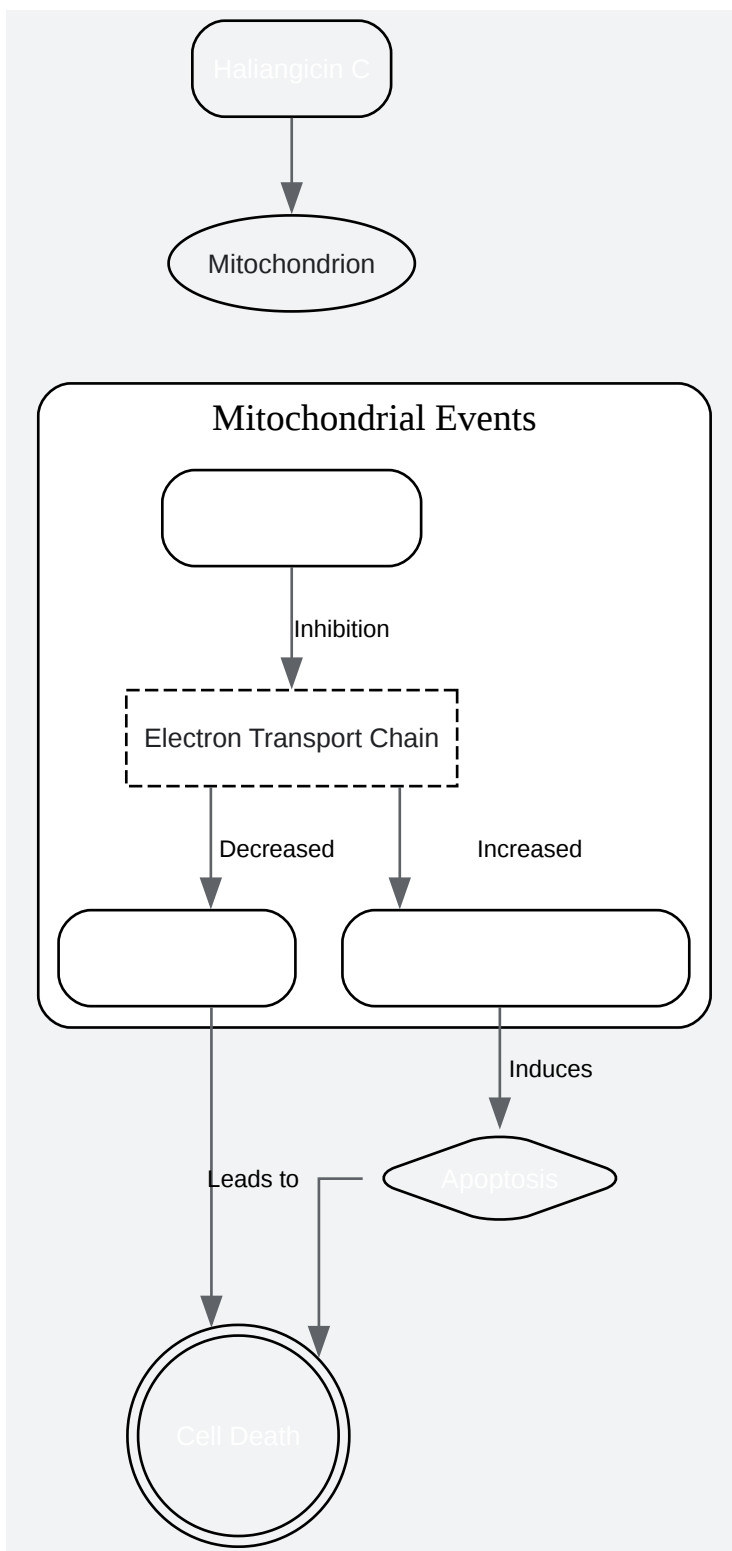 Haliangicin C
Mitochondrion
Mitochondrial Events
Inhibition
Electron Transport Chain
Decreased
Increased
Induces
Leads to
Apoptosis
Cell Death